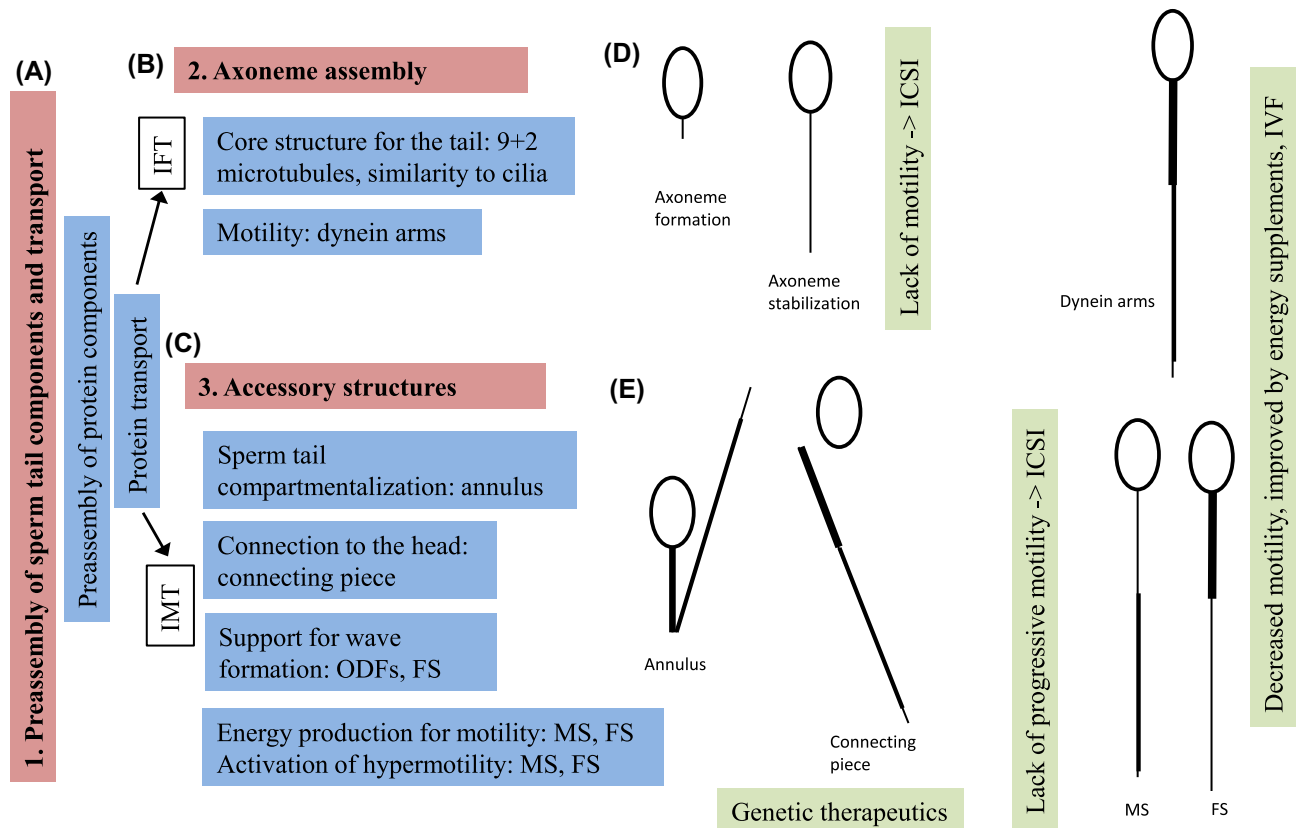 (A)
1. Preassembly of sperm tail components and transport
Preassembly of protein components
Protein transport
(B)
2. Axoneme assembly
IFT
Core structure for the tail: 9+2
microtubules, similarity to cilia
Motility: dynein arms
(C)
3. Accessory structures
IMT
Sperm tail
compartmentalization: annulus
Connection to the head:
connecting piece
Support for wave
formation: ODFs, FS
Energy production for motility: MS, FS
Activation of hypermotility: MS, FS
(D)
Axoneme
formation
Axoneme
stabilization
Lack of motility -> ICSI
Dynein arms
Decreased motility, improved by energy supplements, IVF
(E)
Annulus
Connecting
piece
Genetic therapeutics
Lack of progressive motility -> ICSI
MS
FS